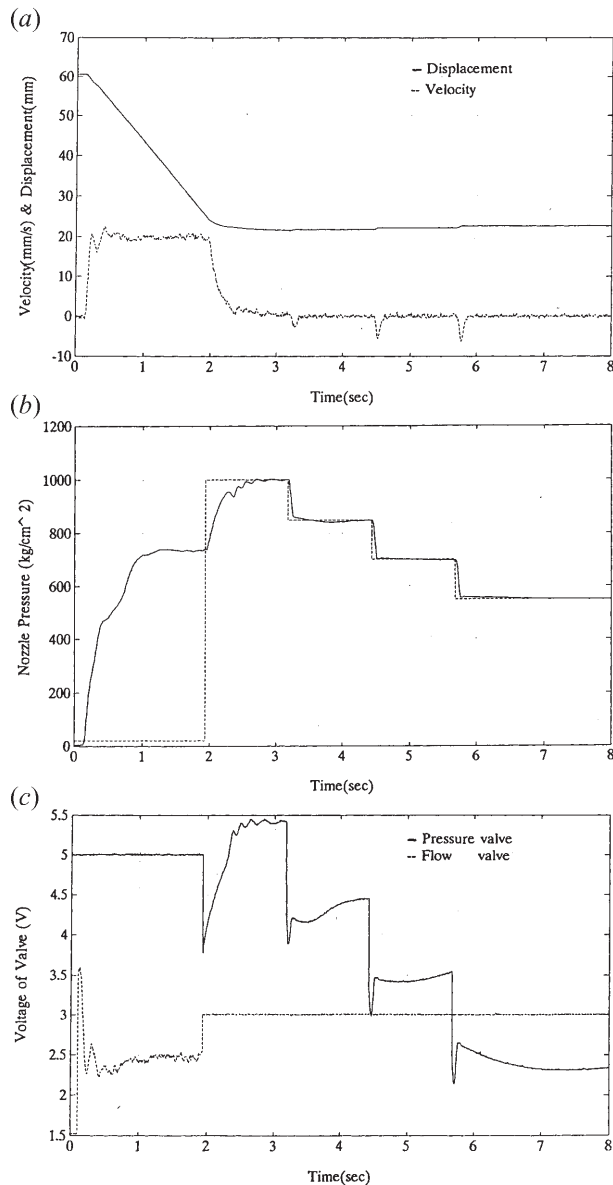 (a)
70
60
50
40
30
20
10
0
-10
Velocity(mm/s) & Displacement(mm)
Displacement
Velocity
0 1 2 3 4 5 6 7 8
Time(sec)
(b)
1200
1000
800
600
400
200
0
Nozzle Pressure (kg/cm^ 2)
0 1 2 3 4 5 6 7 8
Time(sec)
(c)
5.5
5
4.5
4
3.5
3
2.5
2
1.5
Voltage of Valve (V)
Pressure valve
Flow valve
0 1 2 3 4 5 6 7 8
Time(sec)